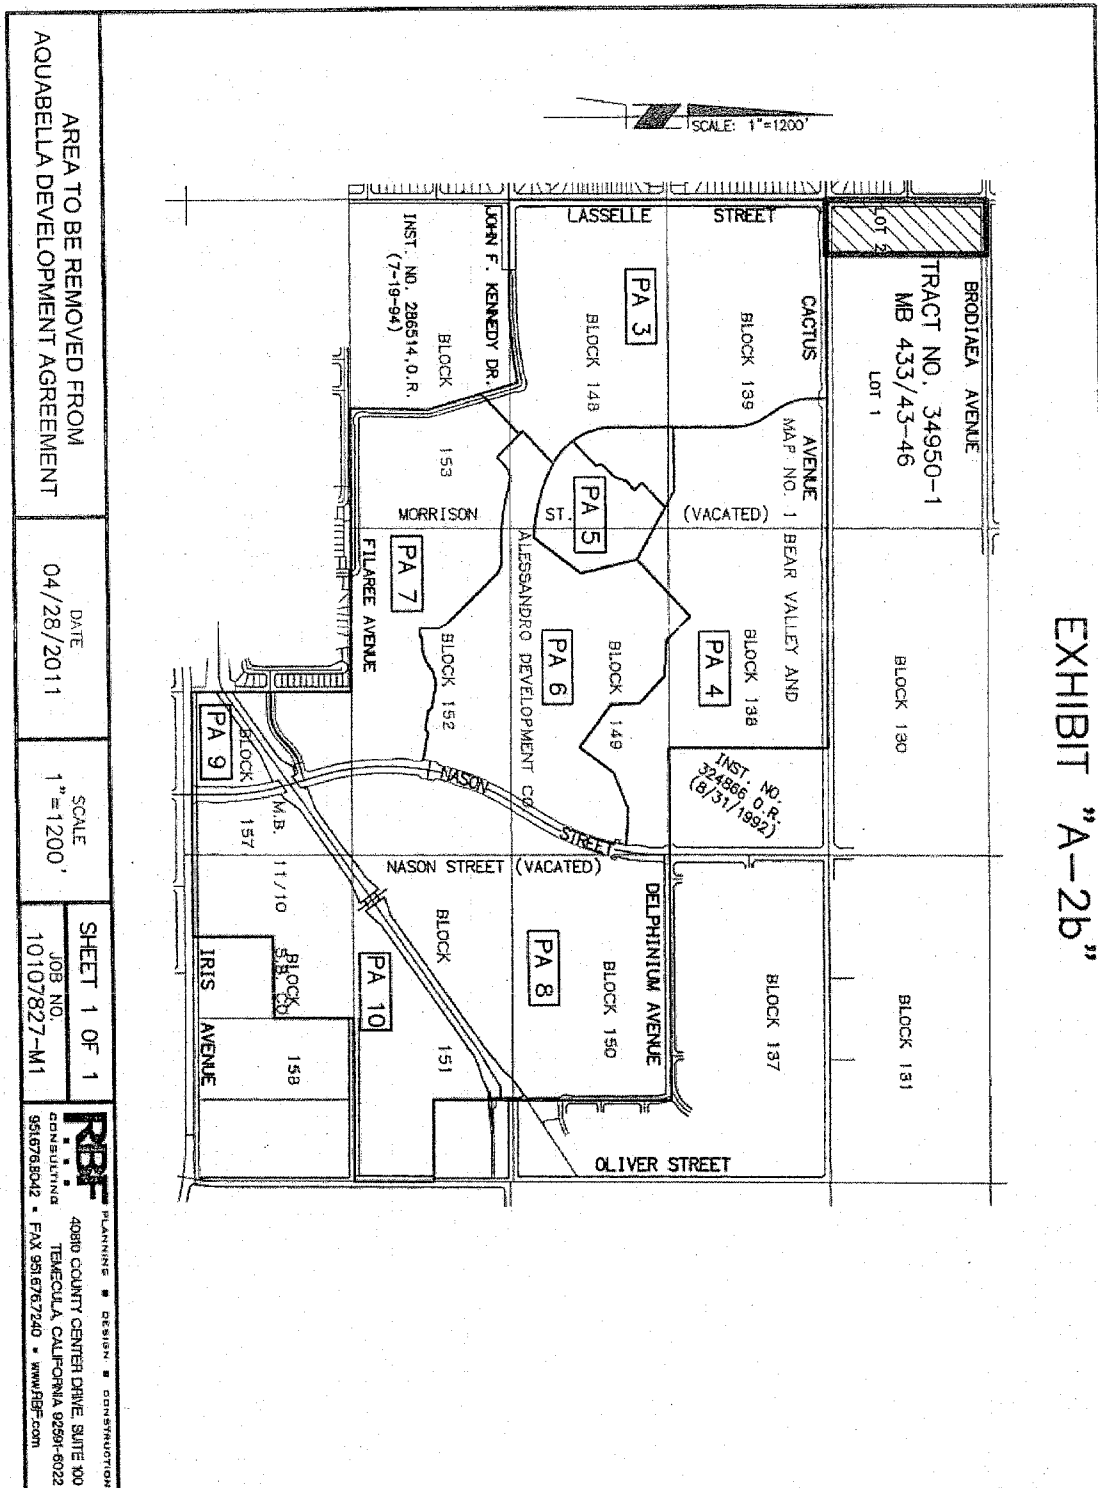 EXHIBIT "A-2b"
SCALE: 1"=1200'
BRODIAEA AVENUE
TRACT NO. 34950-1
MB 433/43-46
LOT 1
LOT 2
BLOCK 130
BLOCK 131
CACTUS
AVENUE
MAP NO. 1 BEAR VALLEY AND
ALESSANDRO DEVELOPMENT CO.
LASSELLE STREET
BLOCK 139
PA 3
BLOCK 148
BLOCK 138
PA 4
INST. NO.
324866 O.R.
(8/31/1992)
BLOCK 137
MORRISON ST. (VACATED)
PA 5
BLOCK 149
PA 6
DELPHINIUM AVENUE
BLOCK 150
PA 8
OLIVER STREET
JOHN F. KENNEDY DR.
INST. NO. 286514,O.R.
(7-19-94)
BLOCK 153
PA 7
FILAREE AVENUE
BLOCK 152
NASON STREET
NASON STREET (VACATED)
BLOCK 151
PA 10
PA 9
BLOCK 157
M.B. 11/10
S.B. CO.
BLOCK 158
IRIS AVENUE
AREA TO BE REMOVED FROM
AQUABELLA DEVELOPMENT AGREEMENT
DATE
04/28/2011
SCALE
1"=1200'
SHEET 1 OF 1
JOB NO.
10107827-M1
RBF
CONSULTING
PLANNING ■ DESIGN ■ CONSTRUCTION
40810 COUNTY CENTER DRIVE, SUITE 100
TEMECULA, CALIFORNIA 92591-6022
951.676.8042 ▪ FAX 951.676.7240 ▪ www.RBF.com